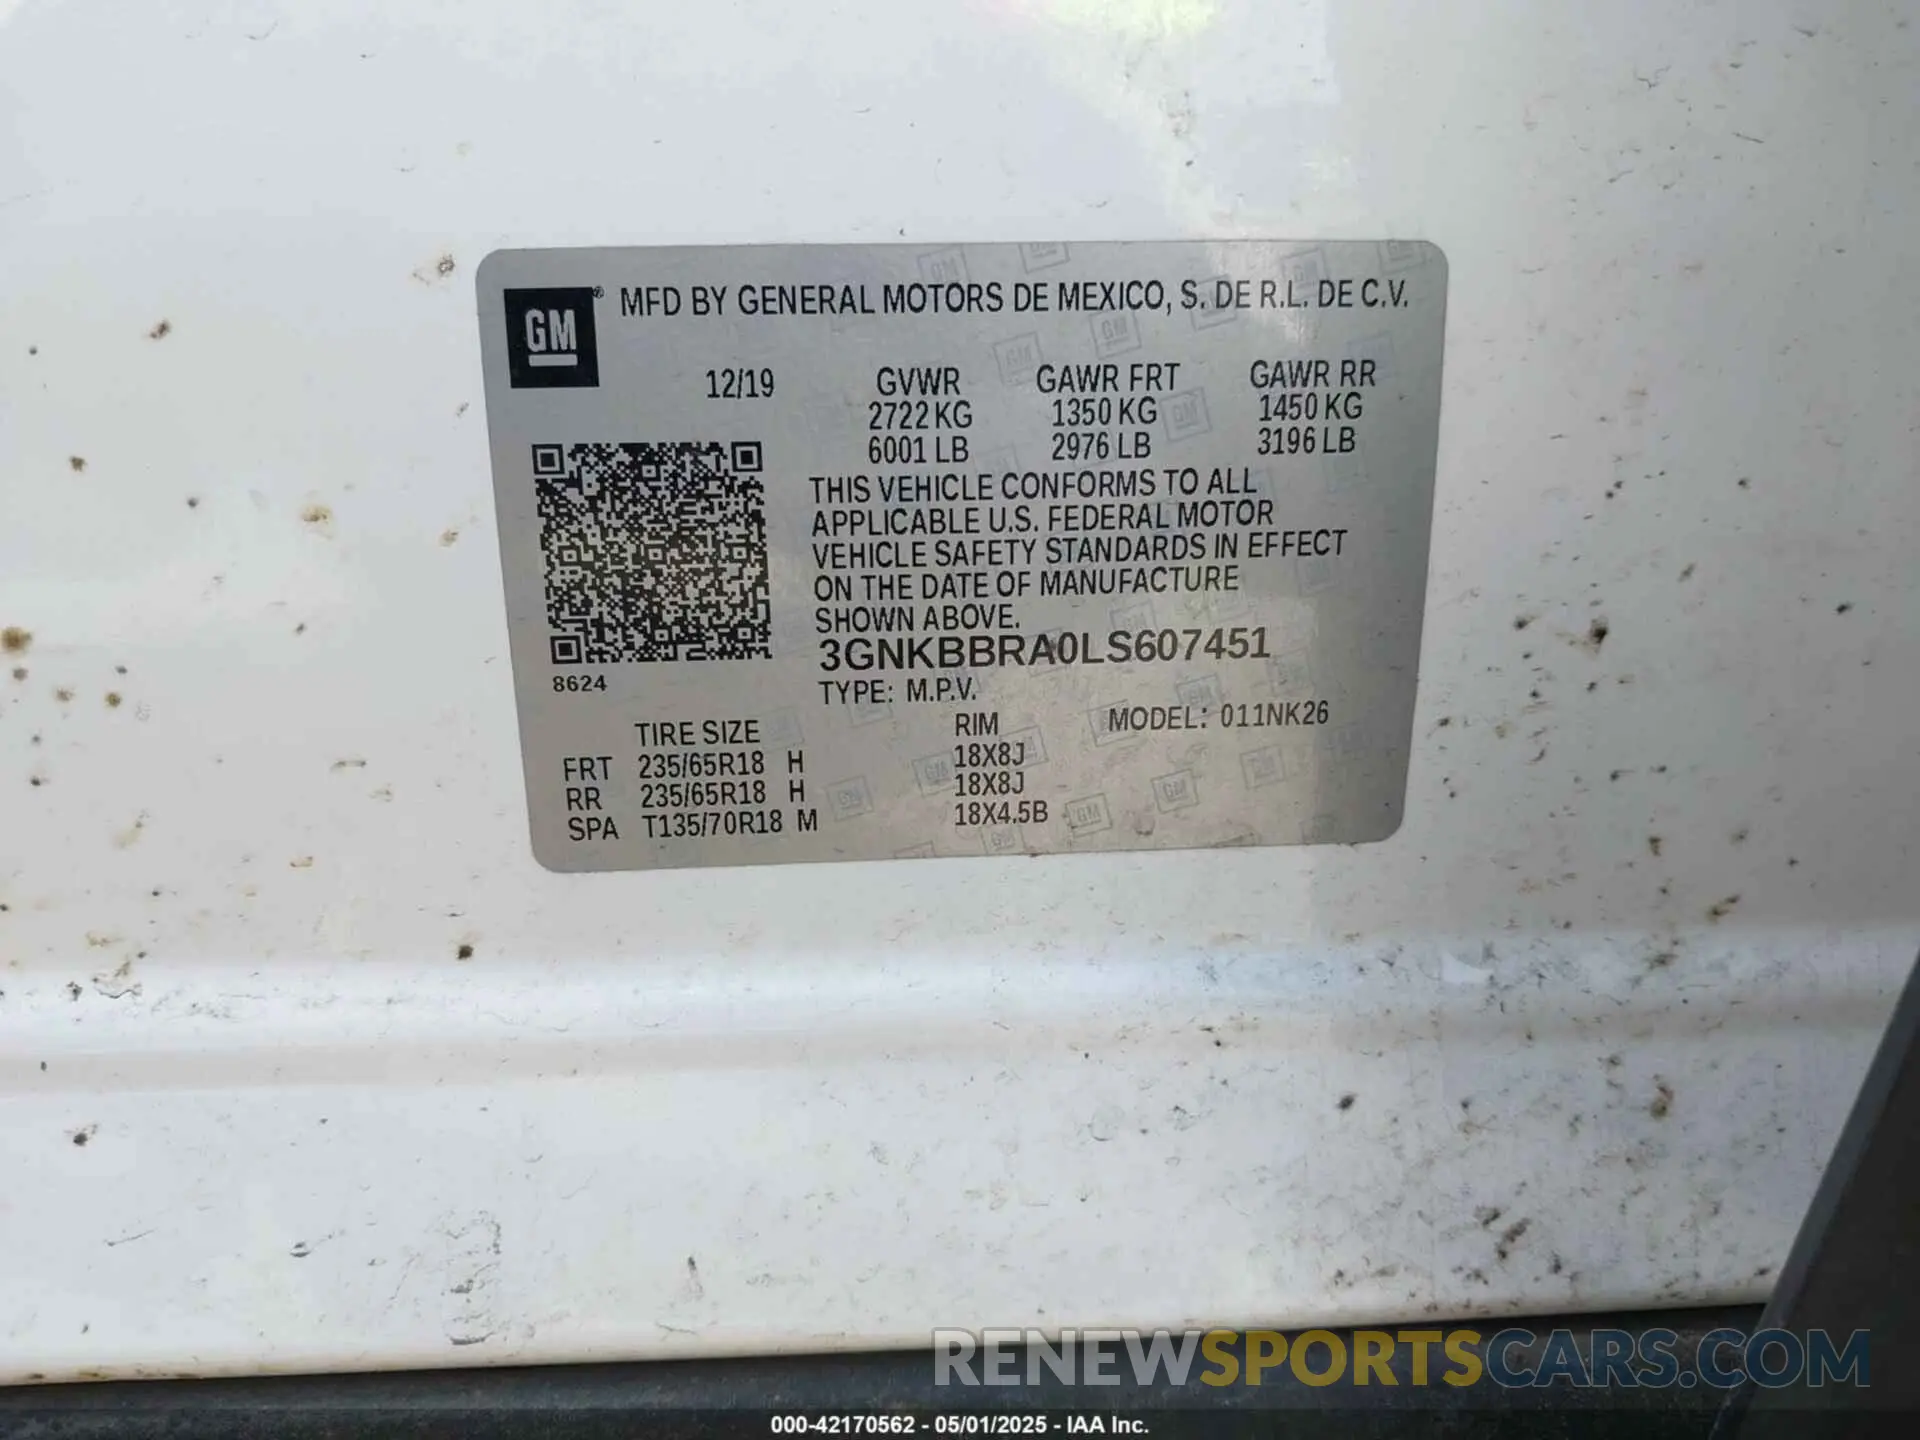 GM ® MFD BY GENERAL MOTORS DE MEXICO, S. DE R.L. DE C.V.
12/19 GVWR GAWR FRT GAWR RR
2722 KG 1350 KG 1450 KG
6001 LB 2976 LB 3196 LB
THIS VEHICLE CONFORMS TO ALL
APPLICABLE U.S. FEDERAL MOTOR
VEHICLE SAFETY STANDARDS IN EFFECT
ON THE DATE OF MANUFACTURE
SHOWN ABOVE.
3GNKBBRA0LS607451
8624
TYPE: M.P.V.
TIRE SIZE RIM MODEL: 011NK26
FRT 235/65R18 H 18X8J
RR 235/65R18 H 18X8J
SPA T135/70R18 M 18X4.5B
RENEWSPORTSCARS.COM
000-42170562 - 05/01/2025 - IAA Inc.